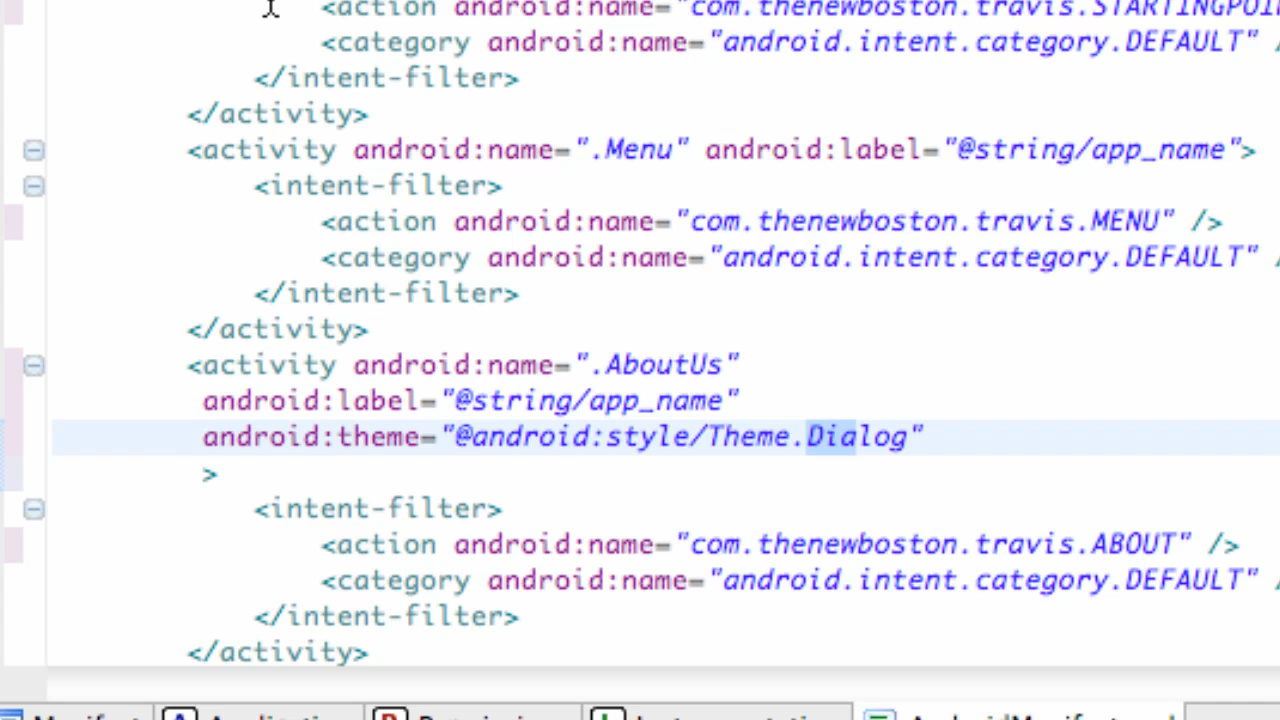 <action android:name="com.thenewboston.travis.STARTINGPOI
<category android:name="android.intent.category.DEFAULT" /
</intent-filter>
</activity>
<activity android:name=".Menu" android:label="@string/app_name">
<intent-filter>
<action android:name="com.thenewboston.travis.MENU" />
<category android:name="android.intent.category.DEFAULT" /
</intent-filter>
</activity>
<activity android:name=".AboutUs"
android:label="@string/app_name"
android:theme="@android:style/Theme.Dialog"
>
<intent-filter>
<action android:name="com.thenewboston.travis.ABOUT" />
<category android:name="android.intent.category.DEFAULT" /
</intent-filter>
</activity>